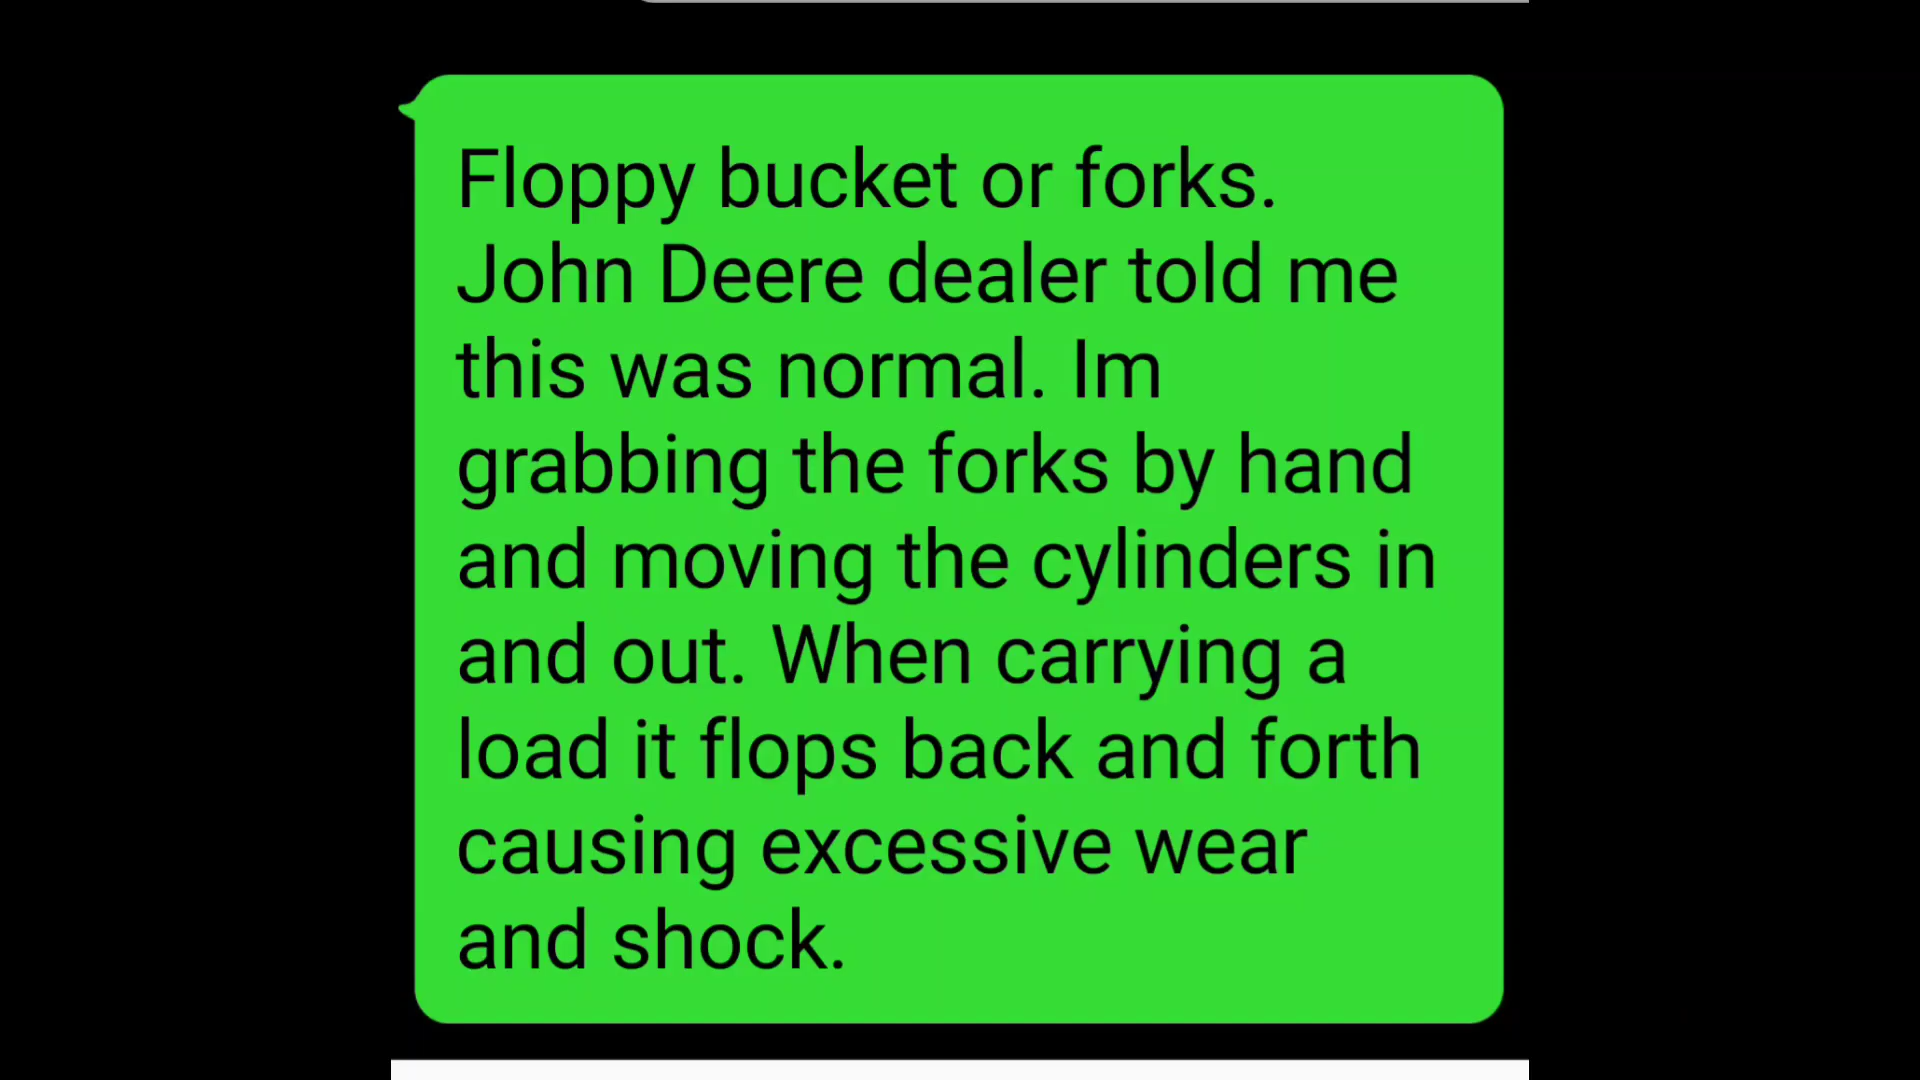 Floppy bucket or forks.
John Deere dealer told me
this was normal. Im
grabbing the forks by hand
and moving the cylinders in
and out. When carrying a
load it flops back and forth
causing excessive wear
and shock.